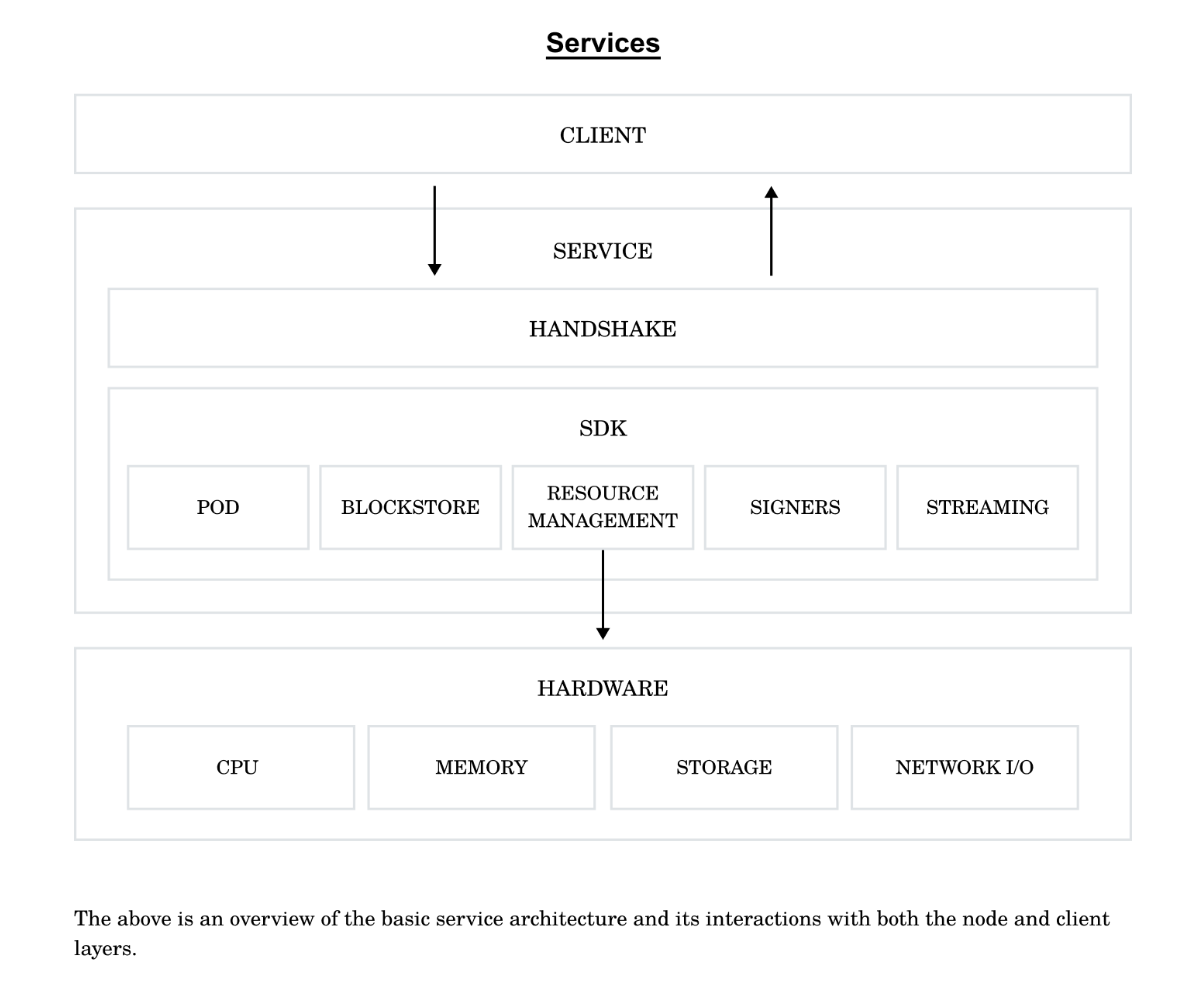 Services
CLIENT
SERVICE
HANDSHAKE
SDK
POD
BLOCKSTORE
RESOURCE
MANAGEMENT
SIGNERS
STREAMING
HARDWARE
CPU
MEMORY
STORAGE
NETWORK I/O
The above is an overview of the basic service architecture and its interactions with both the node and client
layers.